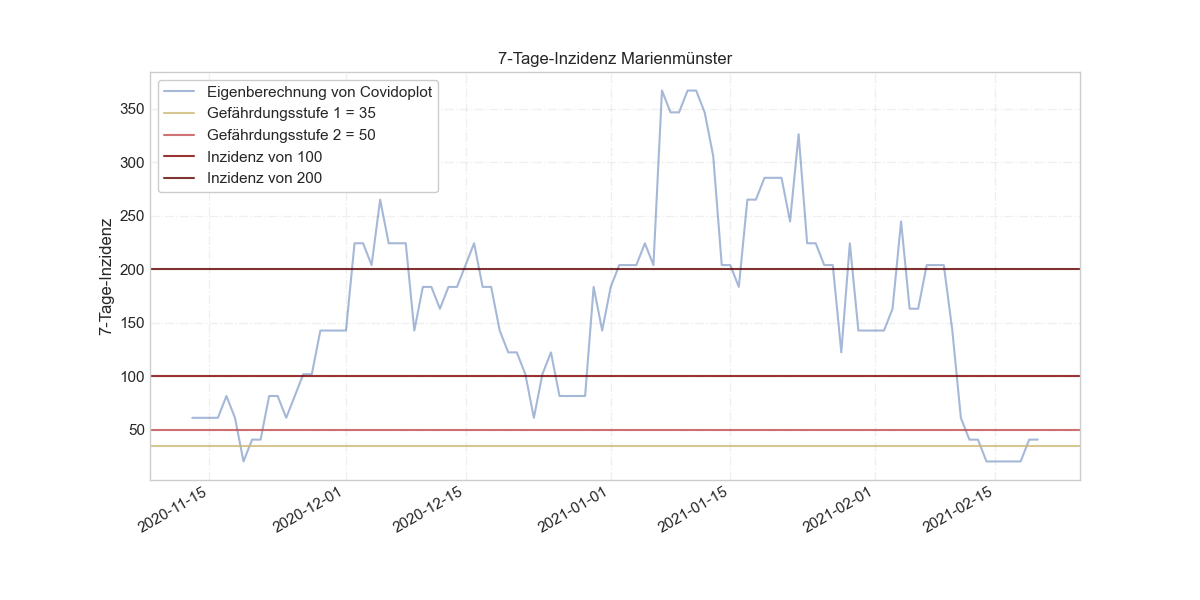 7-Tage-Inzidenz Marienmünster
Eigenberechnung von Covidoplot
Gefährdungsstufe 1 = 35
Gefährdungsstufe 2 = 50
Inzidenz von 100
Inzidenz von 200
7-Tage-Inzidenz
350
300
250
200
150
100
50
2020-11-15
2020-12-01
2020-12-15
2021-01-01
2021-01-15
2021-02-01
2021-02-15